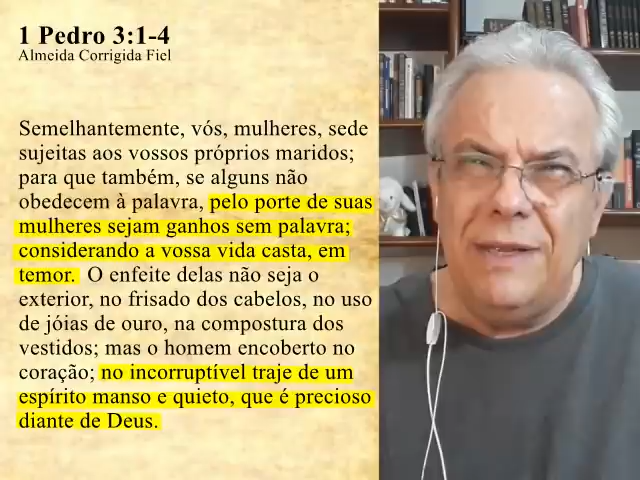 1 Pedro 3:1-4
Almeida Corrigida Fiel
Semelhantemente, vós, mulheres, sede
sujeitas aos vossos próprios maridos;
para que também, se alguns não
obedecem à palavra, pelo porte de suas
mulheres sejam ganhos sem palavra;
considerando a vossa vida casta, em
temor. O enfeite delas não seja o
exterior, no frisado dos cabelos, no uso
de jóias de ouro, na compostura dos
vestidos; mas o homem encoberto no
coração; no incorruptível traje de um
espírito manso e quieto, que é precioso
diante de Deus.